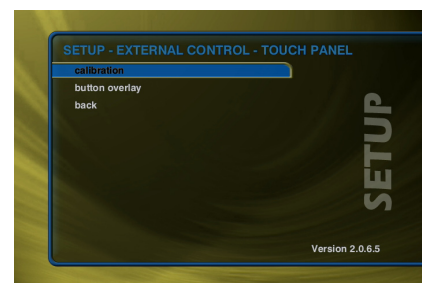 SETUP - EXTERNAL CONTROL - TOUCH PANEL
calibration
button overlay
back
SETUP
Version 2.0.6.5